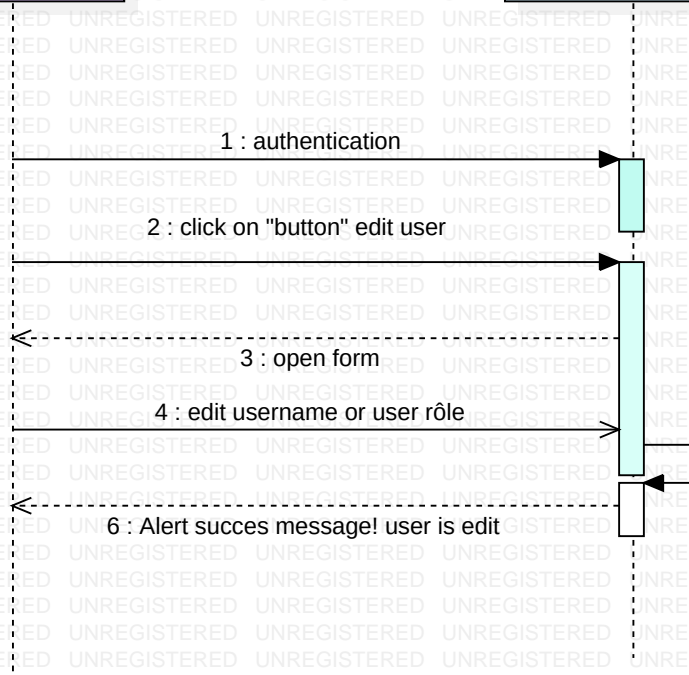 1 : authentication
2 : click on "button" edit user
3 : open form
4 : edit username or user rôle
6 : Alert succes message! user is edit
UNREGISTERED